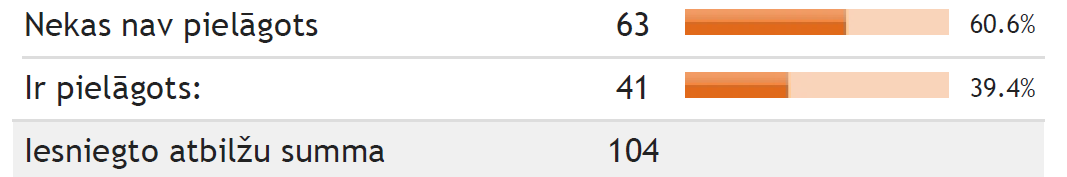 Nekas nav pielāgots 63 60.6%
Ir pielāgots: 41 39.4%
Iesniegto atbilžu summa 104